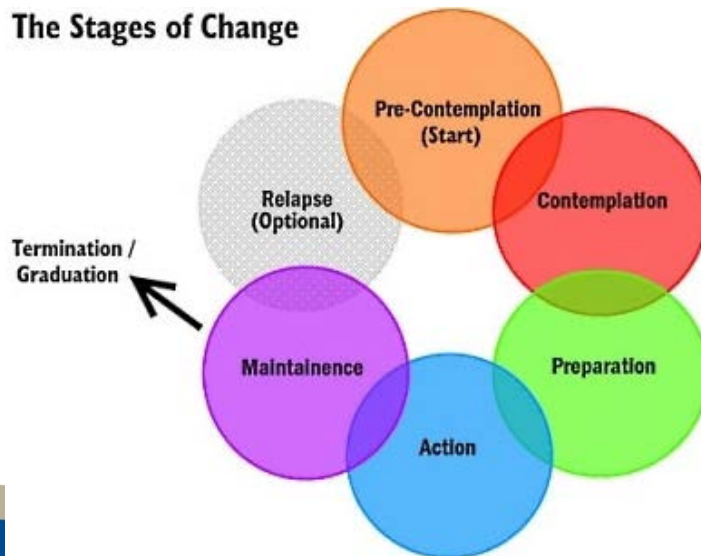 The Stages of Change
Pre-Contemplation
(Start)
Contemplation
Preparation
Action
Maintainence
Relapse
(Optional)
Termination /
Graduation